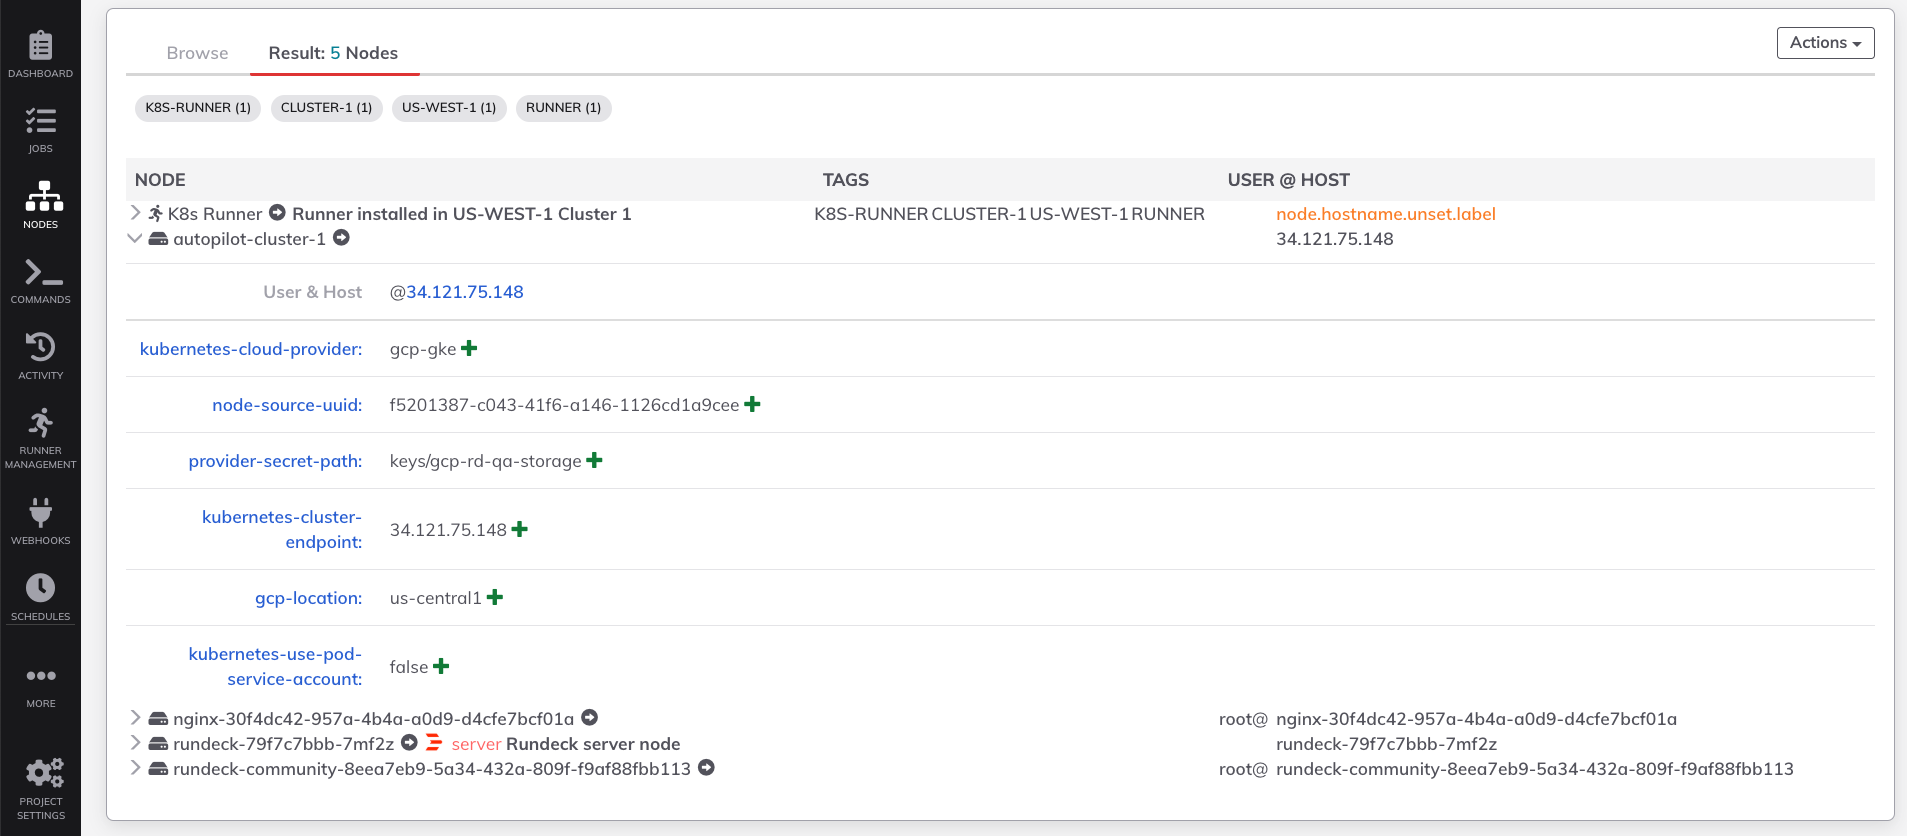 DASHBOARD
JOBS
NODES
COMMANDS
ACTIVITY
RUNNER
MANAGEMENT
WEBHOOKS
SCHEDULES
MORE
PROJECT
SETTINGS
Browse
Result: 5 Nodes
Actions
K8S-RUNNER (1) CLUSTER-1 (1) US-WEST-1 (1) RUNNER (1)
NODE TAGS USER @ HOST
K8s Runner Runner installed in US-WEST-1 Cluster 1 K8S-RUNNER CLUSTER-1 US-WEST-1 RUNNER node.hostname.unset.label
autopilot-cluster-1 34.121.75.148
User & Host @34.121.75.148
kubernetes-cloud-provider: gcp-gke
node-source-uuid: f5201387-c043-41f6-a146-1126cd1a9cee
provider-secret-path: keys/gcp-rd-qa-storage
kubernetes-cluster-
endpoint: 34.121.75.148
gcp-location: us-central1
kubernetes-use-pod-
service-account: false
nginx-30f4dc42-957a-4b4a-a0d9-d4cfe7bcf01a root@ nginx-30f4dc42-957a-4b4a-a0d9-d4cfe7bcf01a
rundeck-79f7c7bbb-7mf2z server Rundeck server node rundeck-79f7c7bbb-7mf2z
rundeck-community-8eea7eb9-5a34-432a-809f-f9af88fbb113 root@ rundeck-community-8eea7eb9-5a34-432a-809f-f9af88fbb113